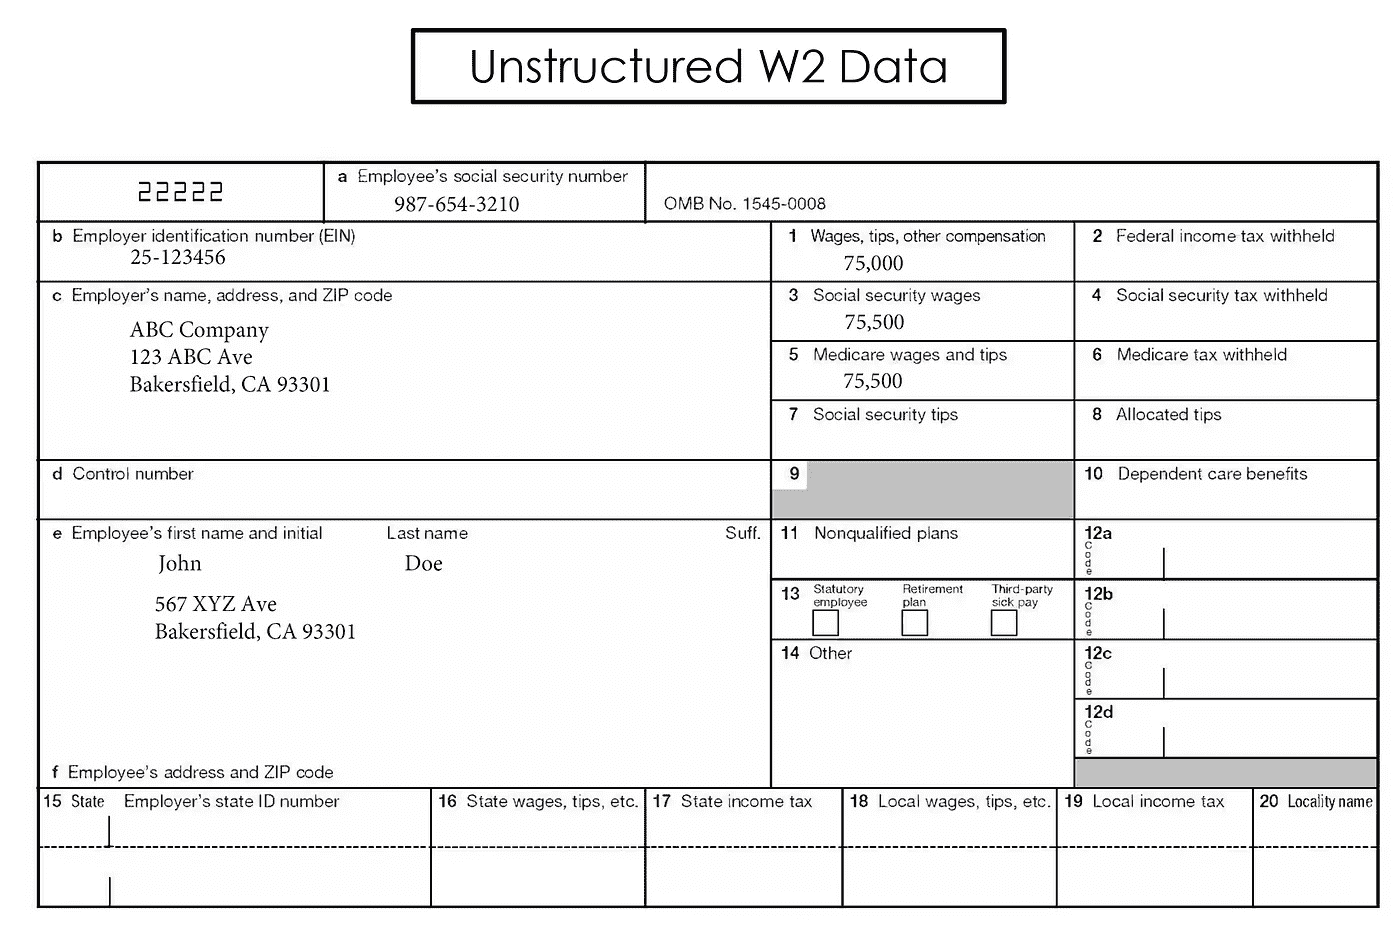 Unstructured W2 Data
22222
a Employee's social security number
987-654-3210
OMB No. 1545-0008
b Employer identification number (EIN)
25-123456
1 Wages, tips, other compensation
75,000
2 Federal income tax withheld
c Employer's name, address, and ZIP code
ABC Company
123 ABC Ave
Bakersfield, CA 93301
3 Social security wages
75,500
4 Social security tax withheld
5 Medicare wages and tips
75,500
6 Medicare tax withheld
7 Social security tips
8 Allocated tips
d Control number
9
10 Dependent care benefits
e Employee's first name and initial Last name Suff.
John Doe
567 XYZ Ave
Bakersfield, CA 93301
f Employee's address and ZIP code
11 Nonqualified plans
12a
Code
13 Statutory employee Retirement plan Third-party sick pay
12b
Code
14 Other
12c
Code
12d
Code
15 State Employer's state ID number
16 State wages, tips, etc.
17 State income tax
18 Local wages, tips, etc.
19 Local income tax
20 Locality name